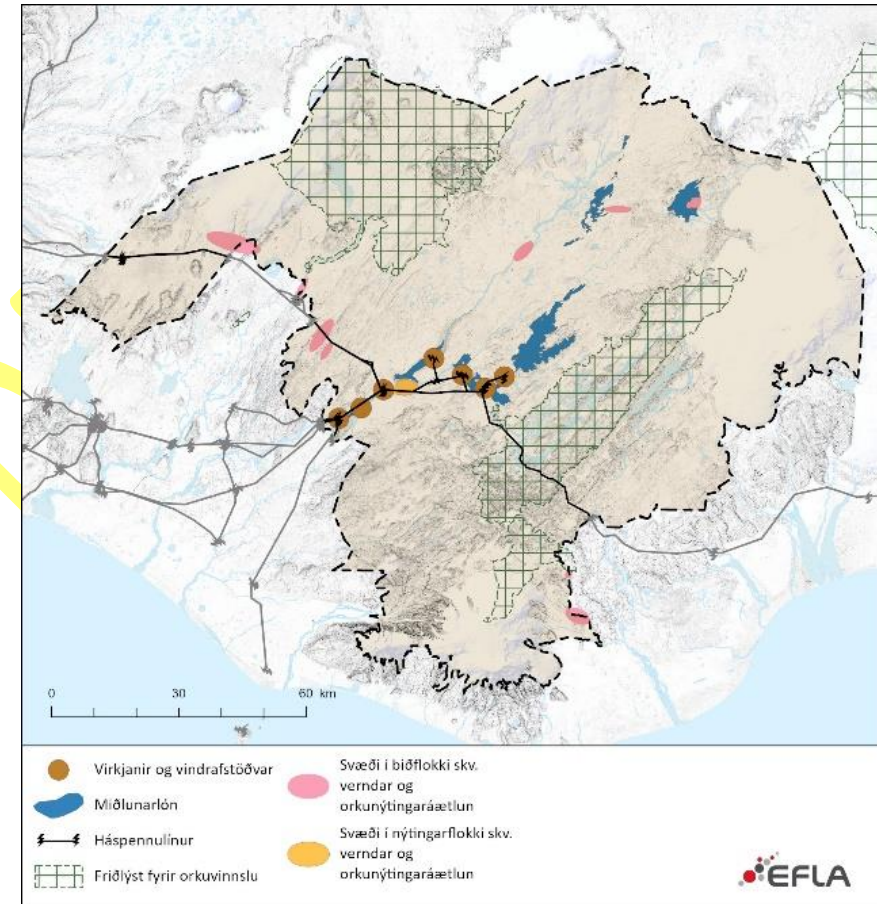 0 30 60 km
Virkjanir og vindrafstöðvar
Miðlunarlón
Háspennulínur
Friðlýst fyrir orkuvinnslu
Svæði í biðflokki skv.
verndar og
orkunýtingaráætlun
Svæði í nýtingarflokki skv.
verndar og
orkunýtingaráætlun
EFLA